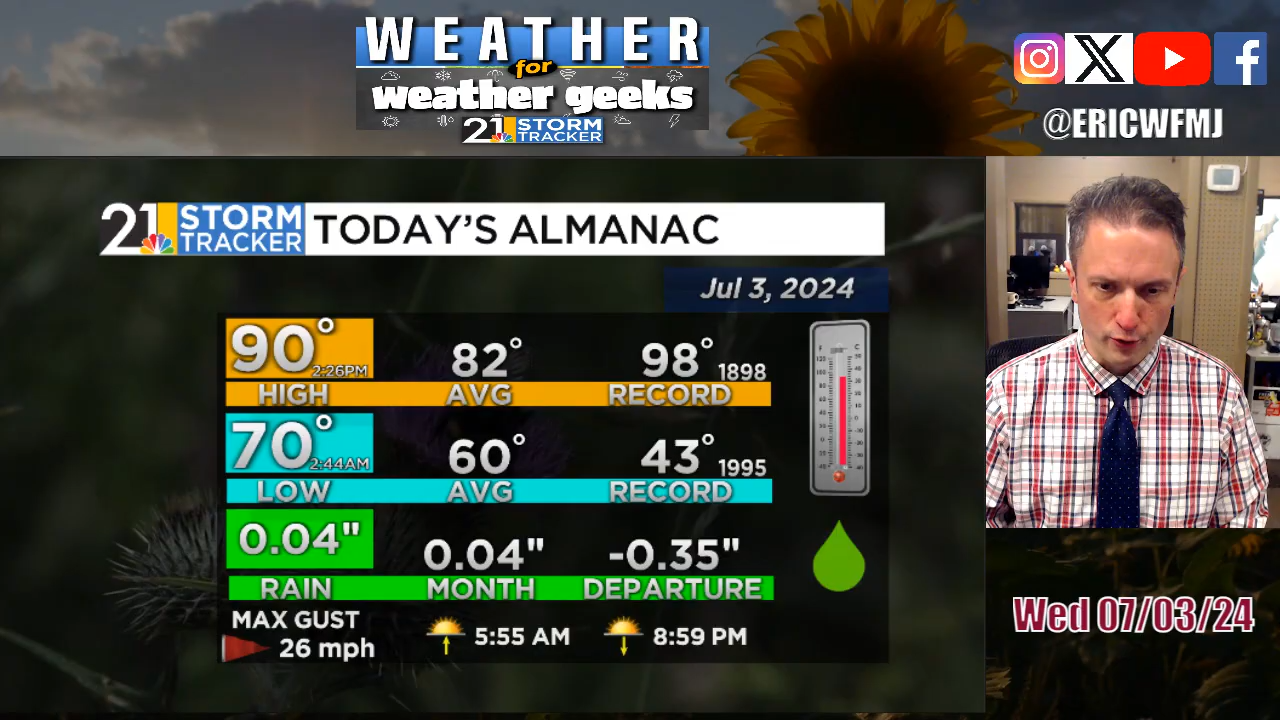 WEATHER
for
weather geeks
21 STORM TRACKER
@ERICWFMJ
21 STORM TRACKER TODAY'S ALMANAC
Jul 3, 2024
90° 2:26PM 82° 98° 1898
HIGH AVG RECORD
70° 2:44AM 60° 43° 1995
LOW AVG RECORD
0.04" 0.04" -0.35"
RAIN MONTH DEPARTURE
MAX GUST
26 mph 5:55 AM 8:59 PM
Wed 07/03/24